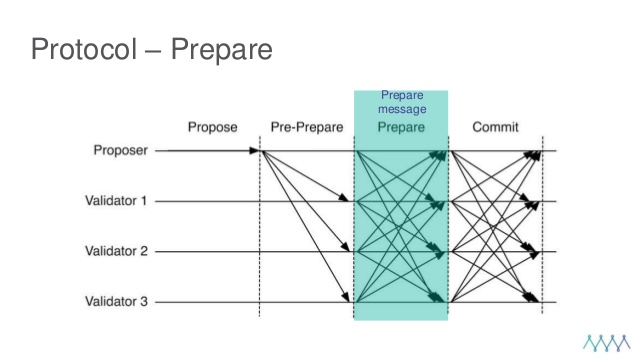 Protocol – Prepare
Prepare
message
Propose
Pre-Prepare
Prepare
Commit
Proposer
Validator 1
Validator 2
Validator 3